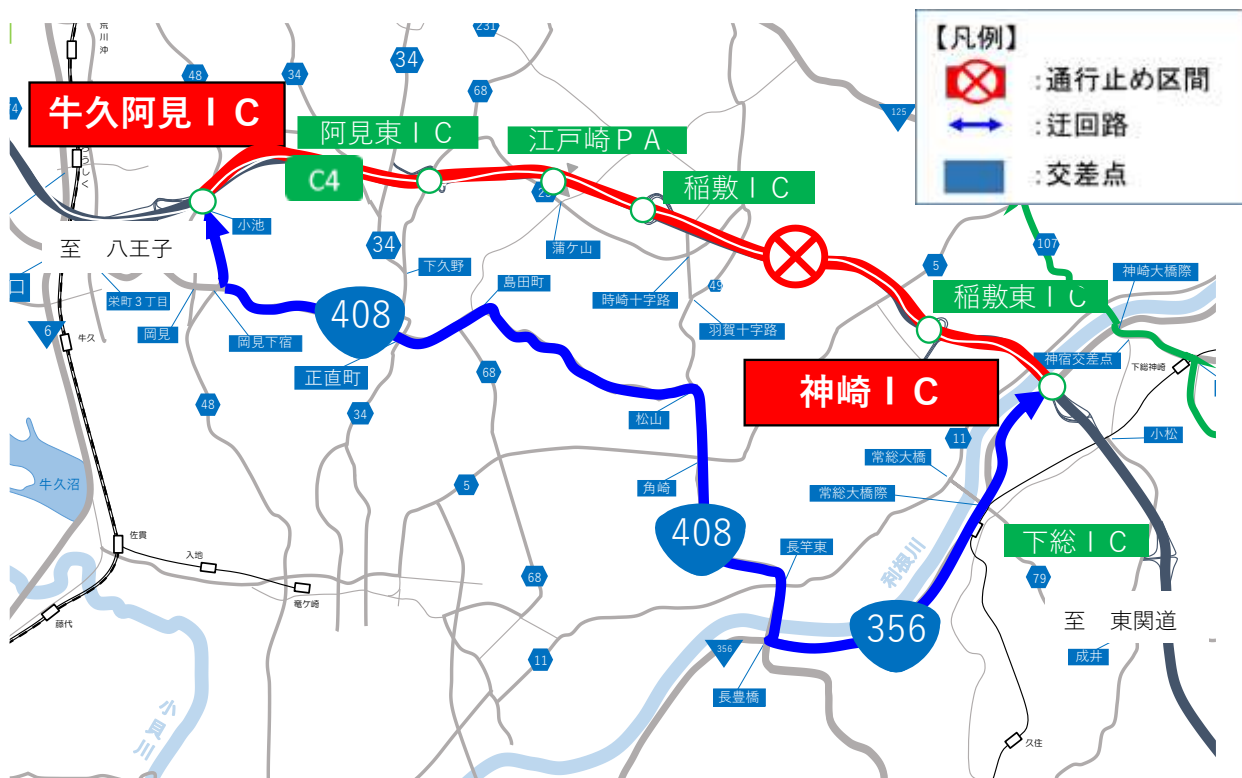 荒川沖
231
【凡例】
：通行止め区間
：迂回路
：交差点
34
48
34
68
125
牛久阿見ＩＣ
阿見東ＩＣ
江戸崎ＰＡ
C4
稲敷ＩＣ
小池
至　八王子
34
蒲ケ山
下久野
107
5
神崎大橋際
島田町
時崎十字路
49
稲敷東ＩＣ
栄町３丁目
408
羽賀十字路
6
牛久
岡見
岡見下宿
神宿交差点
正直町
68
下総神崎
神崎ＩＣ
48
34
松山
11
小松
常総大橋
牛久沼
5
角崎
常総大橋際
408
佐貫
下総ＩＣ
長竿東
入地
利根川
68
79
竜ケ崎
藤代
356
至　東関道
356
11
成井
長豊橋
小貝川
久住